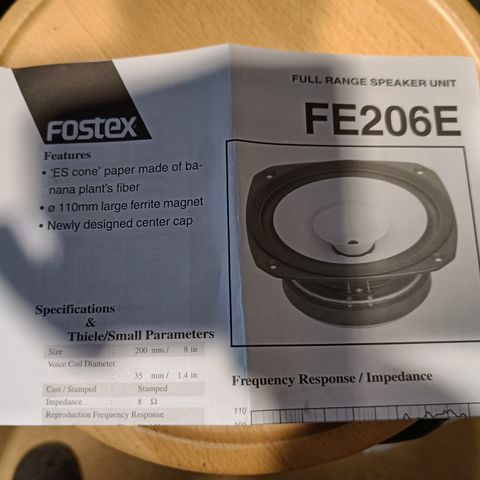 FULL RANGE SPEAKER UNIT
FE206E
FOSTEX
Features
• 'ES cone' paper made of ba-
nana plant's fiber
• ø 110mm large ferrite magnet
• Newly designed center cap
Specifications
&
Thiele/Small Parameters
Size : 200 mm / 8 in
Voice Coil Diameter
: 35 mm / 1.4 in
Cast / Stamped : Stamped
Impedance : 8 Ω
Reproduction Frequency Response
Frequency Response / Impedance
110
100